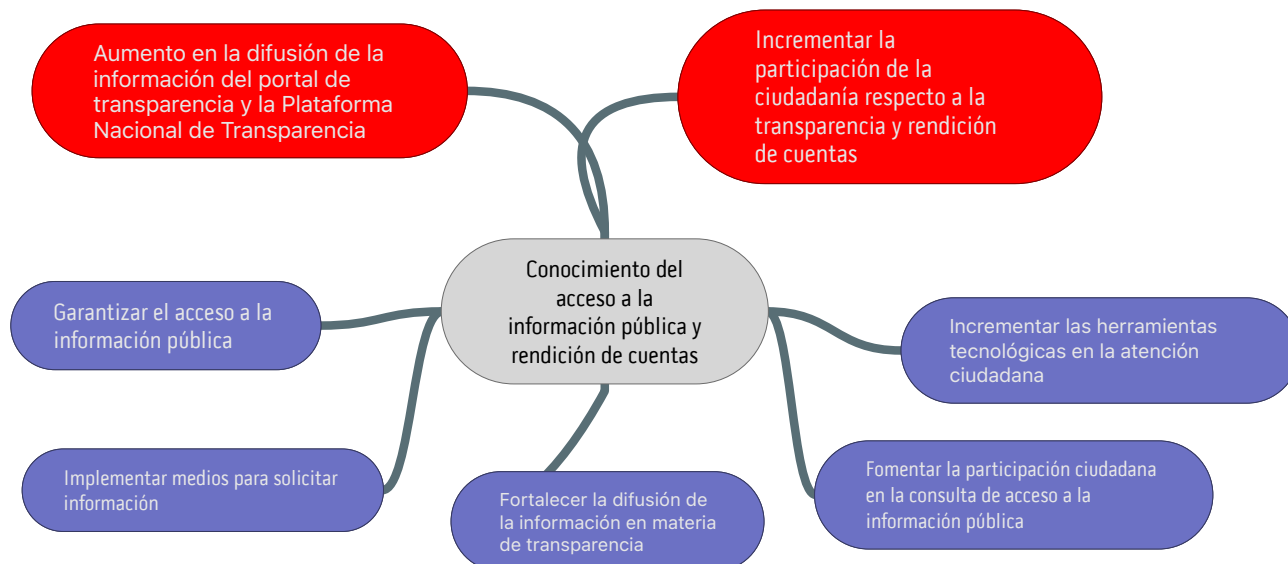 Aumento en la difusión de la
información del portal de
transparencia y la Plataforma
Nacional de Transparencia
Incrementar la
participación de la
ciudadanía respecto a la
transparencia y rendición
de cuentas
Conocimiento del
acceso a la
información pública y
rendición de cuentas
Garantizar el acceso a la
información pública
Incrementar las herramientas
tecnológicas en la atención
ciudadana
Implementar medios para solicitar
información
Fortalecer la difusión de
la información en materia
de transparencia
Fomentar la participación ciudadana
en la consulta de acceso a la
información pública